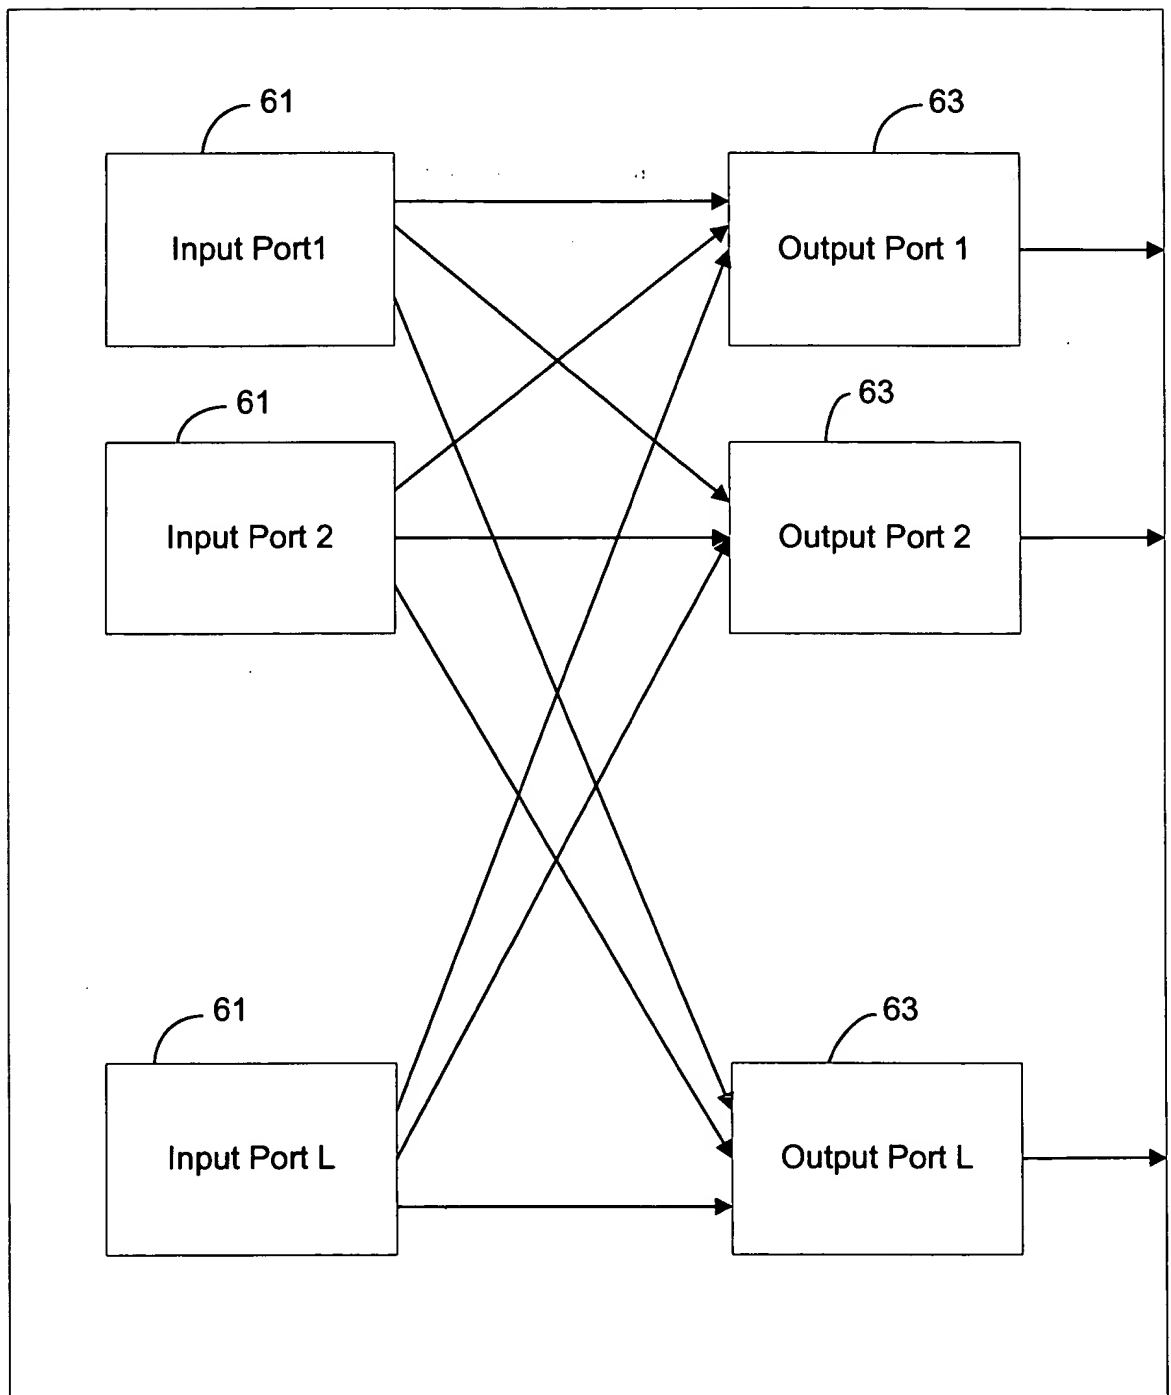 61
63
Input Port1
Output Port 1
61
63
Input Port 2
Output Port 2
61
63
Input Port L
Output Port L